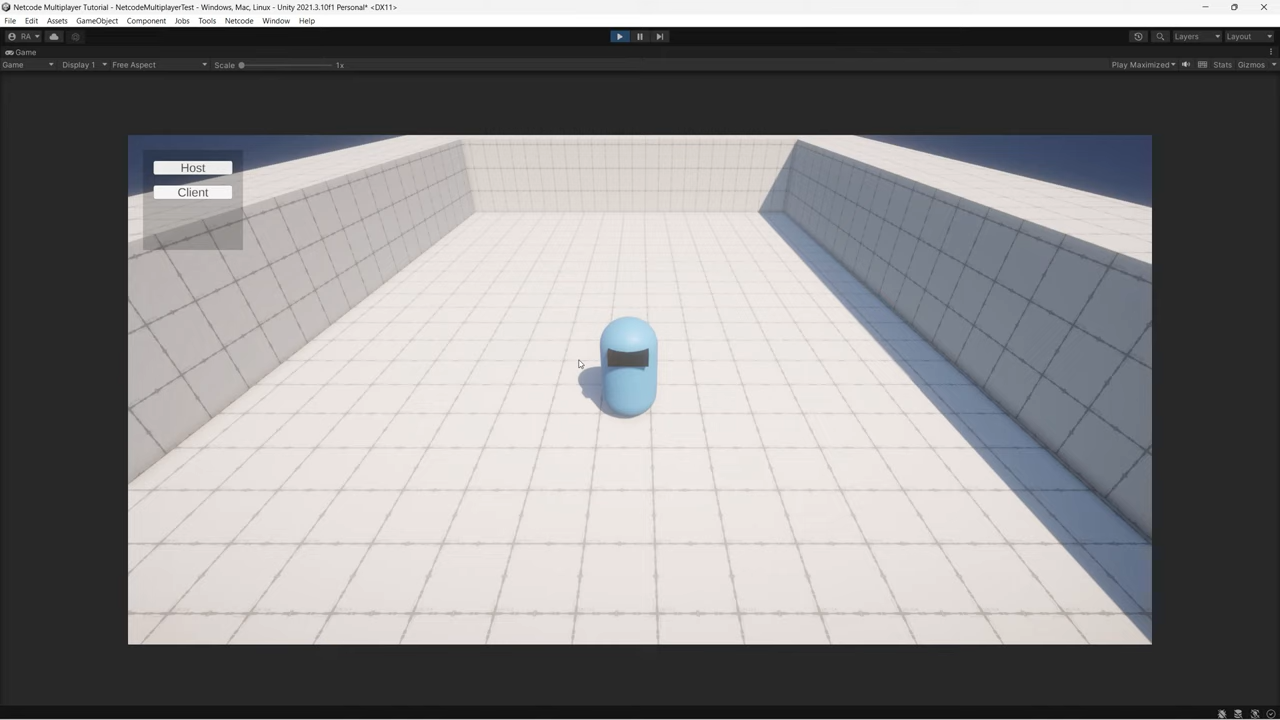 Netcode Multiplayer Tutorial - NetcodeMultiplayerTest - Windows, Mac, Linux - Unity 2021.3.10f1 Personal* <DX11>
File Edit Assets GameObject Component Jobs Tools Netcode Window Help
RA Layers Layout
Game
Game Display 1 Free Aspect Scale 1x Play Maximized Stats Gizmos
Host
Client